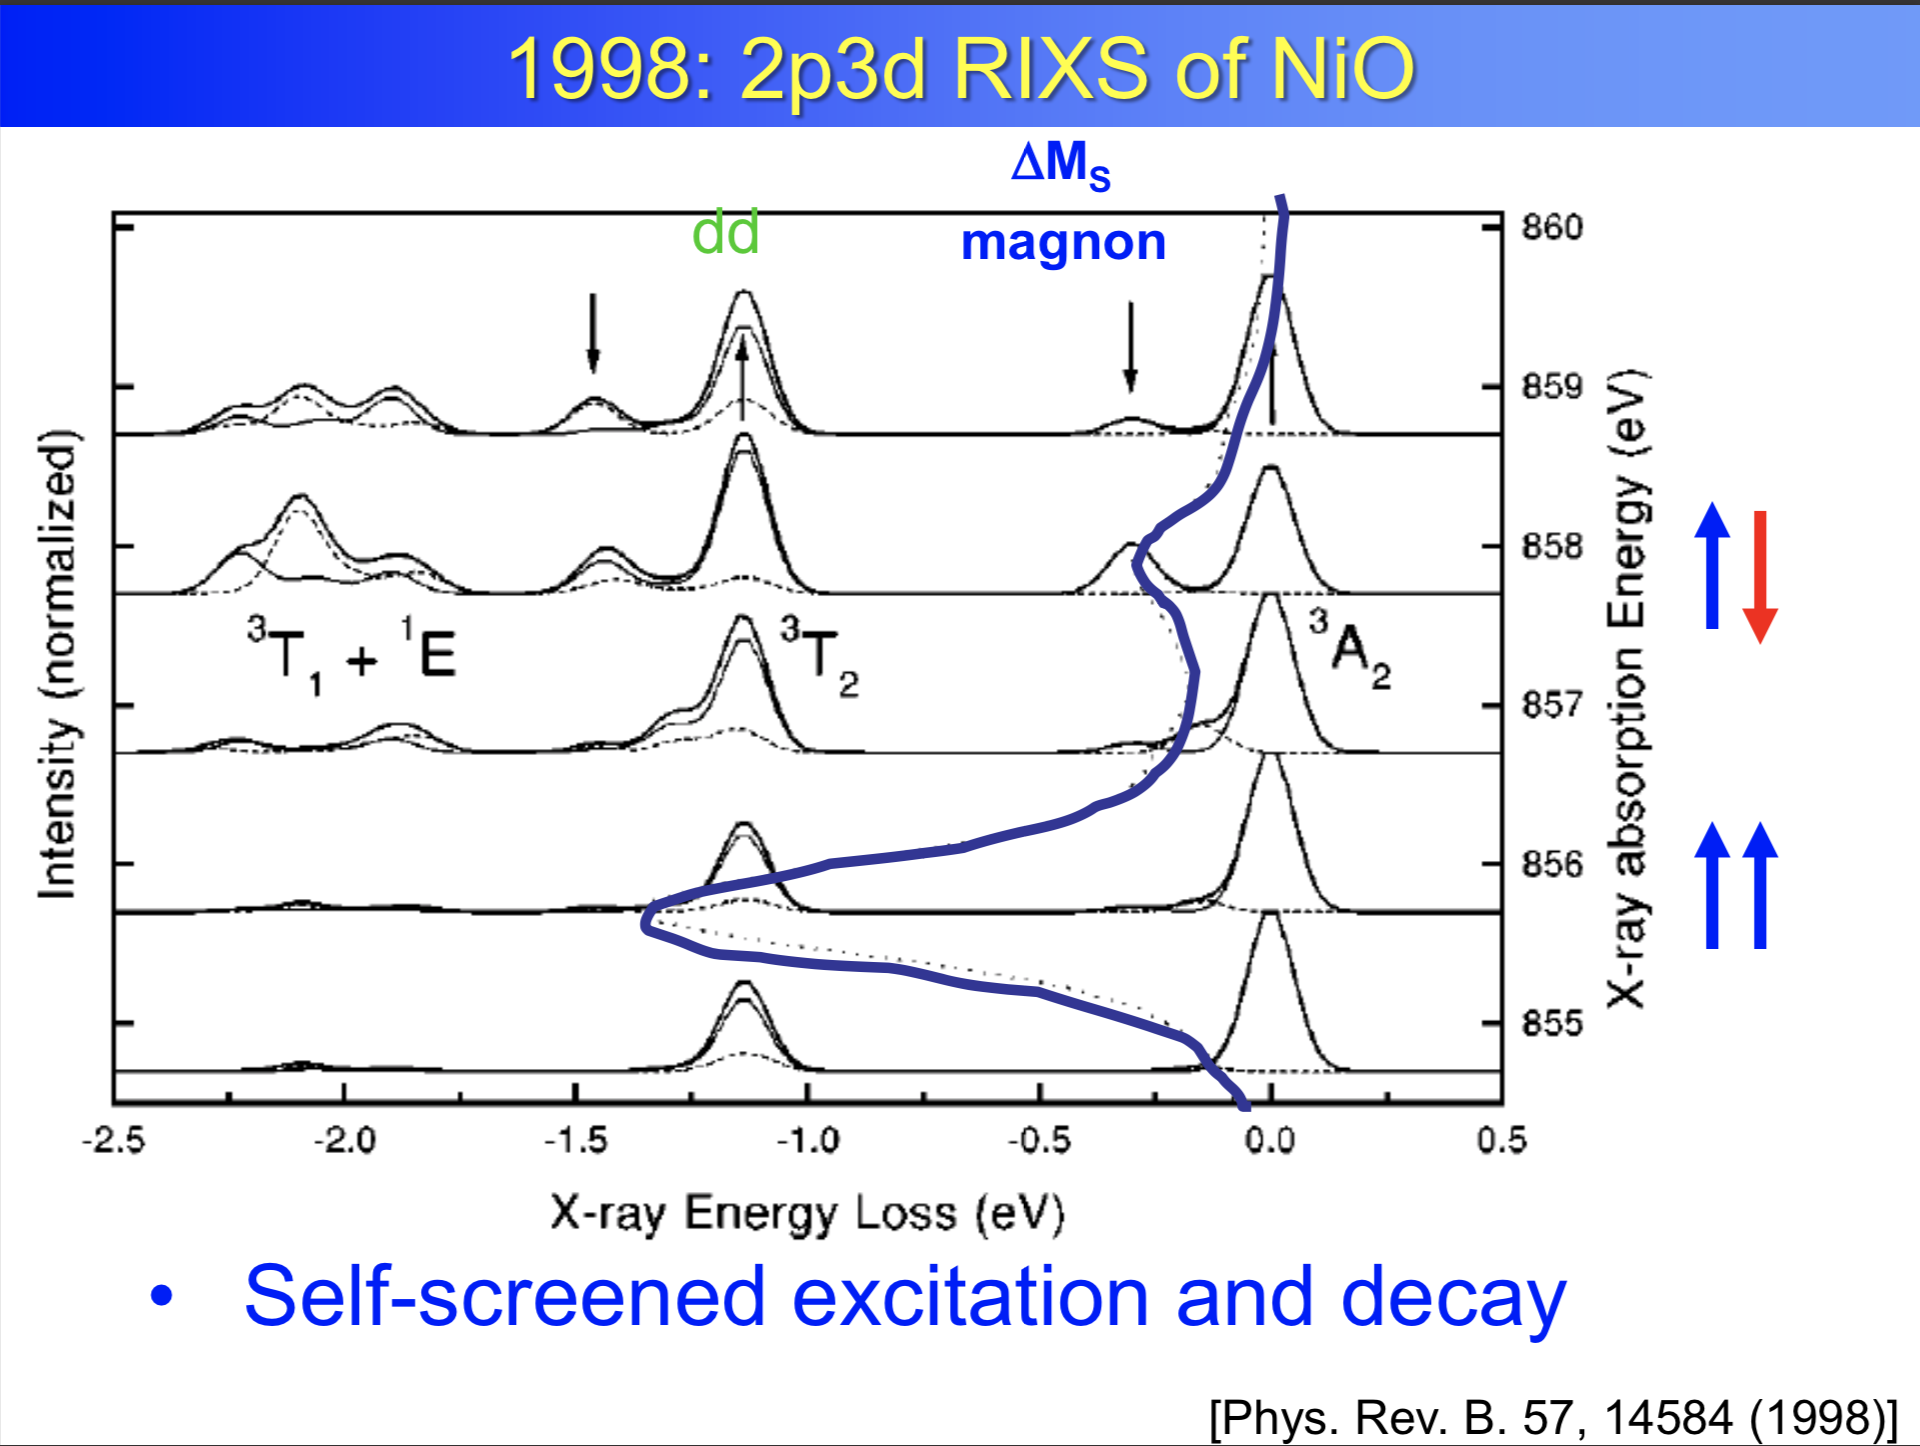 1998: 2p3d RIXS of NiO
ΔM_S
dd
magnon
860
859
858
857
856
855
Intensity (normalized)
X-ray absorption Energy (eV)
³T₁ + ¹E
³T₂
³A₂
-2.5 -2.0 -1.5 -1.0 -0.5 0.0 0.5
X-ray Energy Loss (eV)
• Self-screened excitation and decay
[Phys. Rev. B. 57, 14584 (1998)]